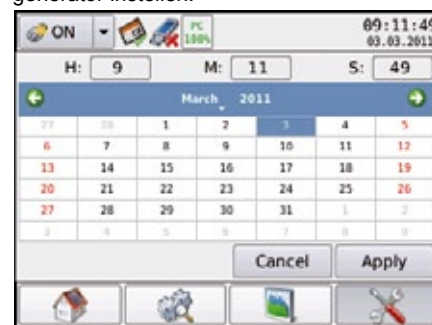 generator instellen.
ON PC 100% 09:11:49
03.03.2011
H: 9 M: 11 S: 49
March 2011
27 28 1 2 3 4 5
6 7 8 9 10 11 12
13 14 15 16 17 18 19
20 21 22 23 24 25 26
27 28 29 30 31 1 2
3 4 5 6 7 8 9
Cancel Apply